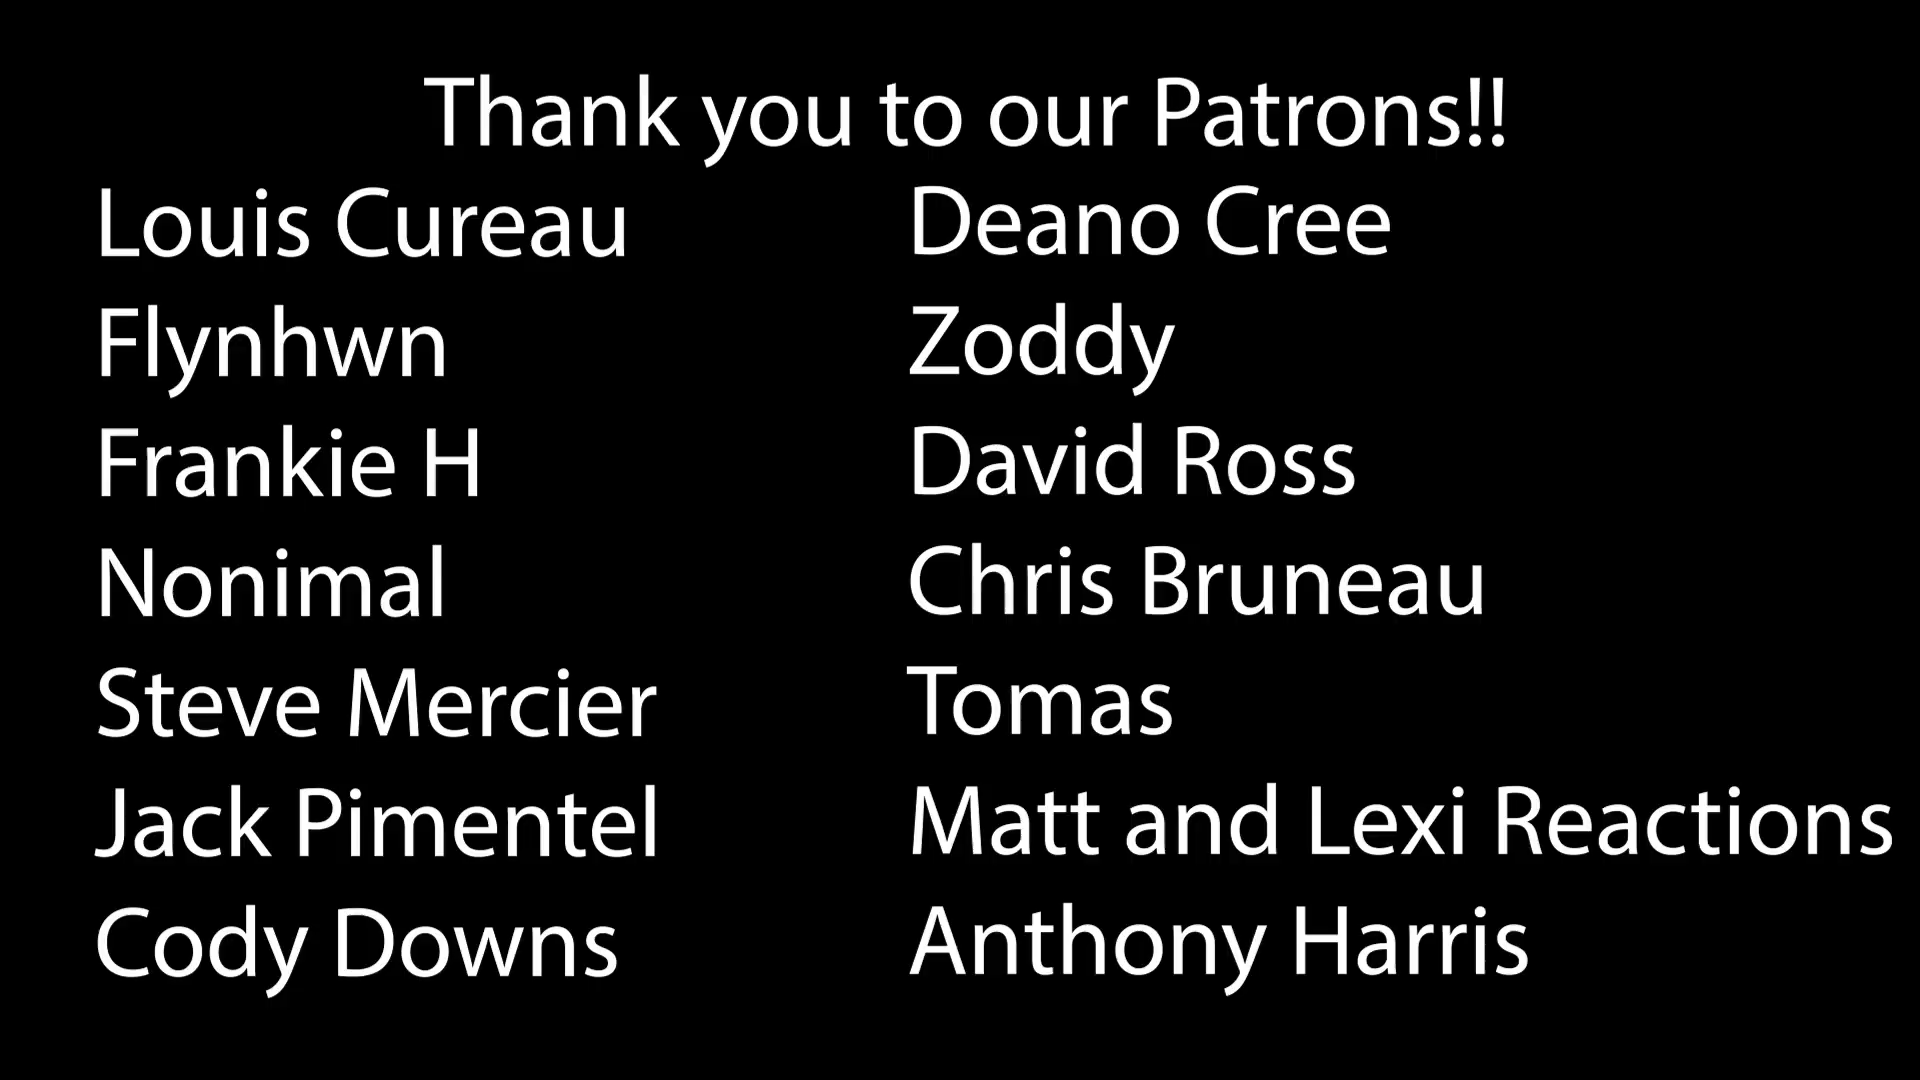 Thank you to our Patrons!!
Louis Cureau
Flynhwn
Frankie H
Nonimal
Steve Mercier
Jack Pimentel
Cody Downs
Deano Cree
Zoddy
David Ross
Chris Bruneau
Tomas
Matt and Lexi Reactions
Anthony Harris